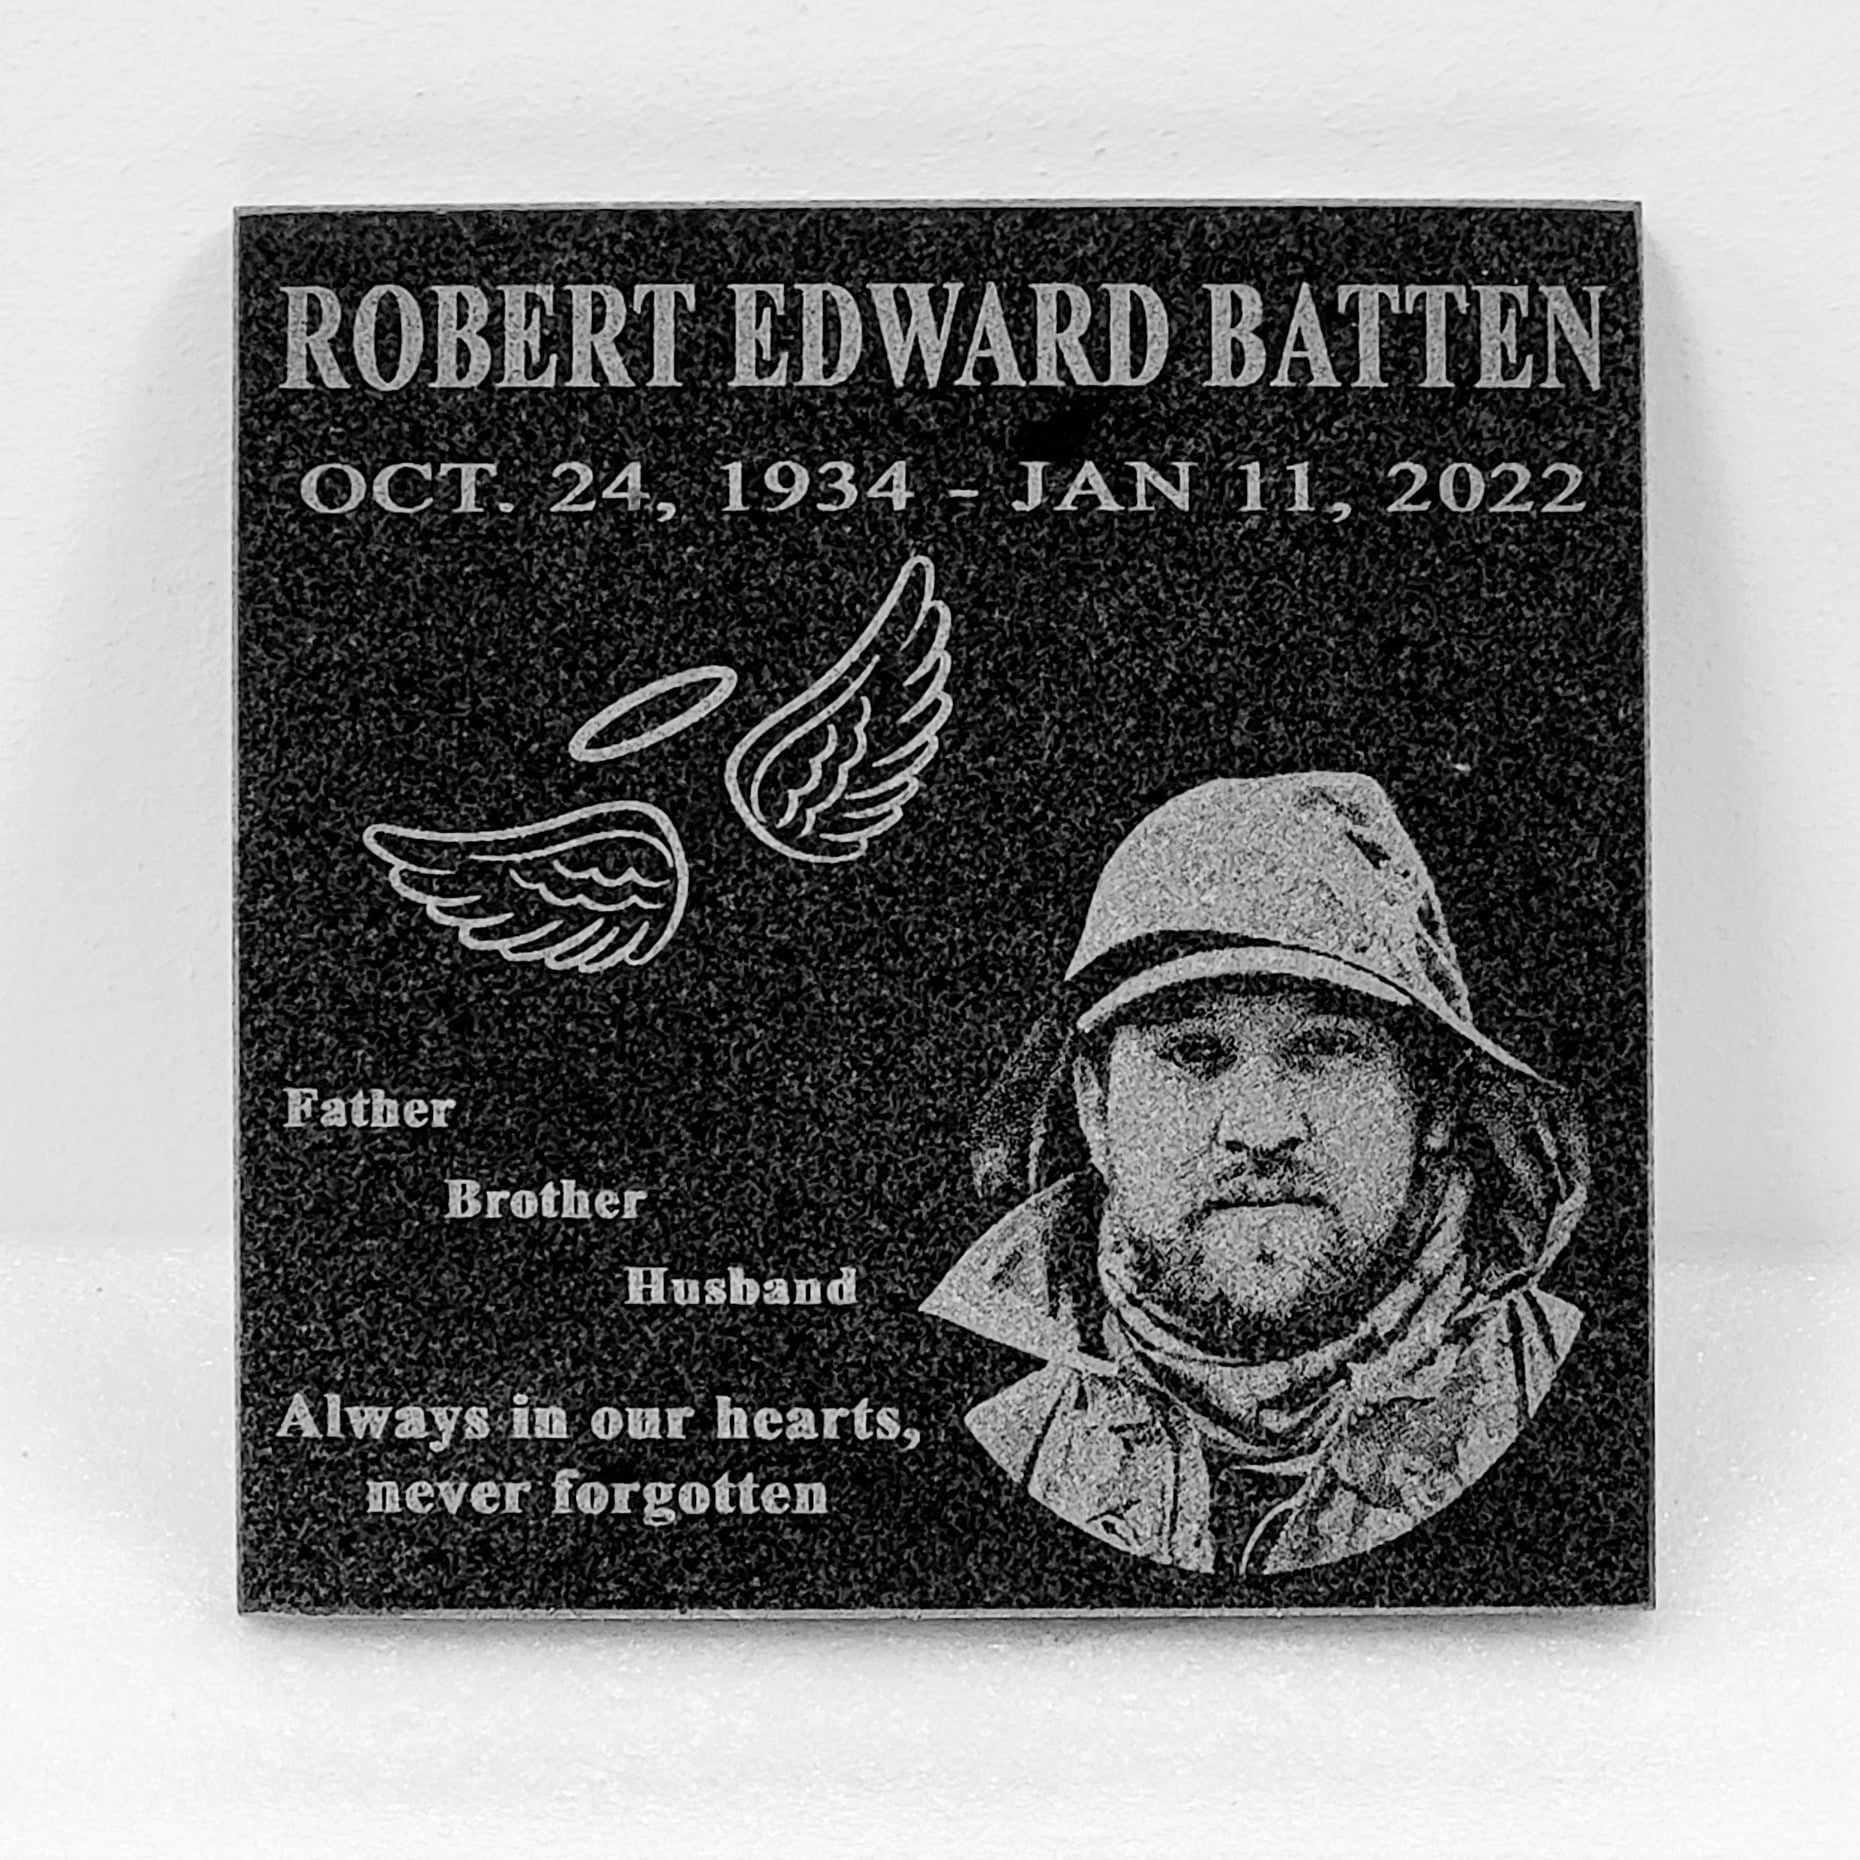 ROBERT EDWARD BATTEN
OCT. 24, 1934 - JAN 11, 2022
Father
Brother
Husband
Always in our hearts,
never forgotten